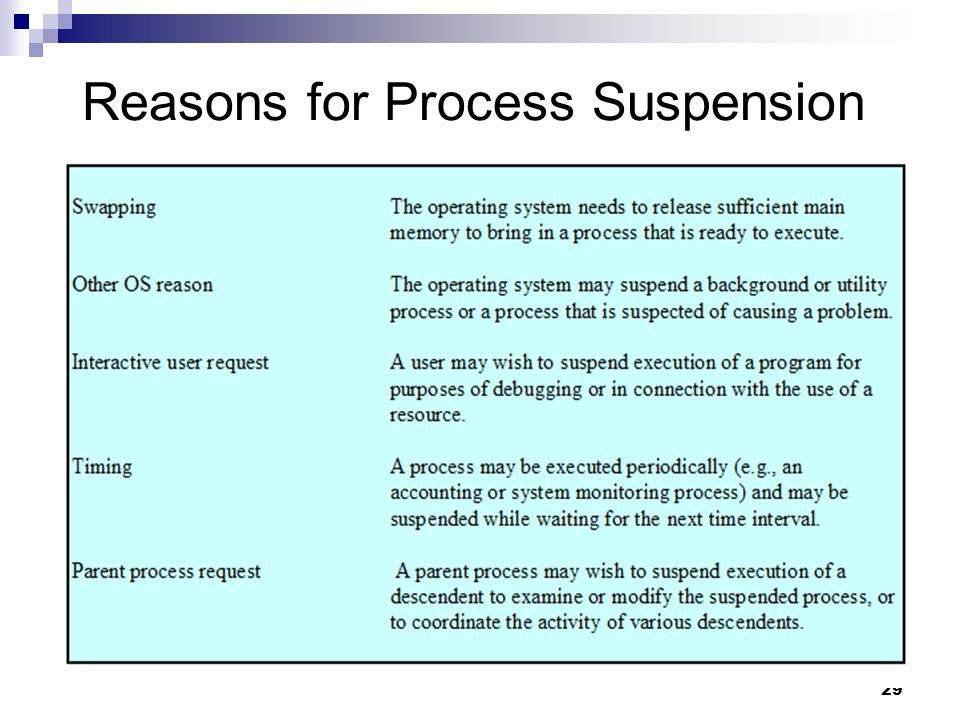 Reasons for Process Suspension
Swapping The operating system needs to release sufficient main
memory to bring in a process that is ready to execute.
Other OS reason The operating system may suspend a background or utility
process or a process that is suspected of causing a problem.
Interactive user request A user may wish to suspend execution of a program for
purposes of debugging or in connection with the use of a
resource.
Timing A process may be executed periodically (e.g., an
accounting or system monitoring process) and may be
suspended while waiting for the next time interval.
Parent process request A parent process may wish to suspend execution of a
descendent to examine or modify the suspended process, or
to coordinate the activity of various descendents.
29